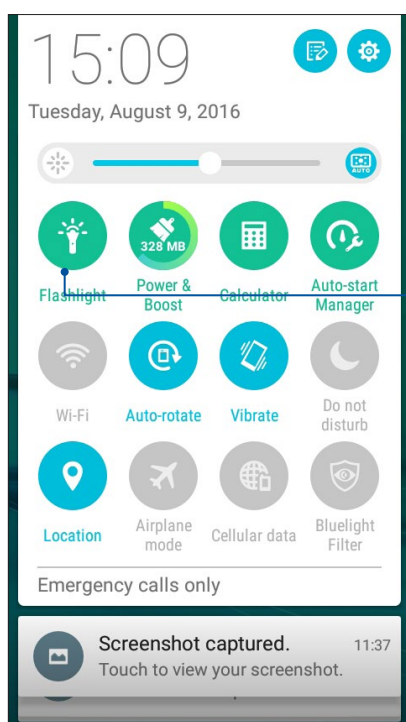 15:09
Tuesday, August 9, 2016
AUTO
328 MB
Flashlight
Power &
Boost
Calculator
Auto-start
Manager
Wi-Fi
Auto-rotate
Vibrate
Do not
disturb
Location
Airplane
mode
Cellular data
Bluelight
Filter
Emergency calls only
Screenshot captured. 11:37
Touch to view your screenshot.